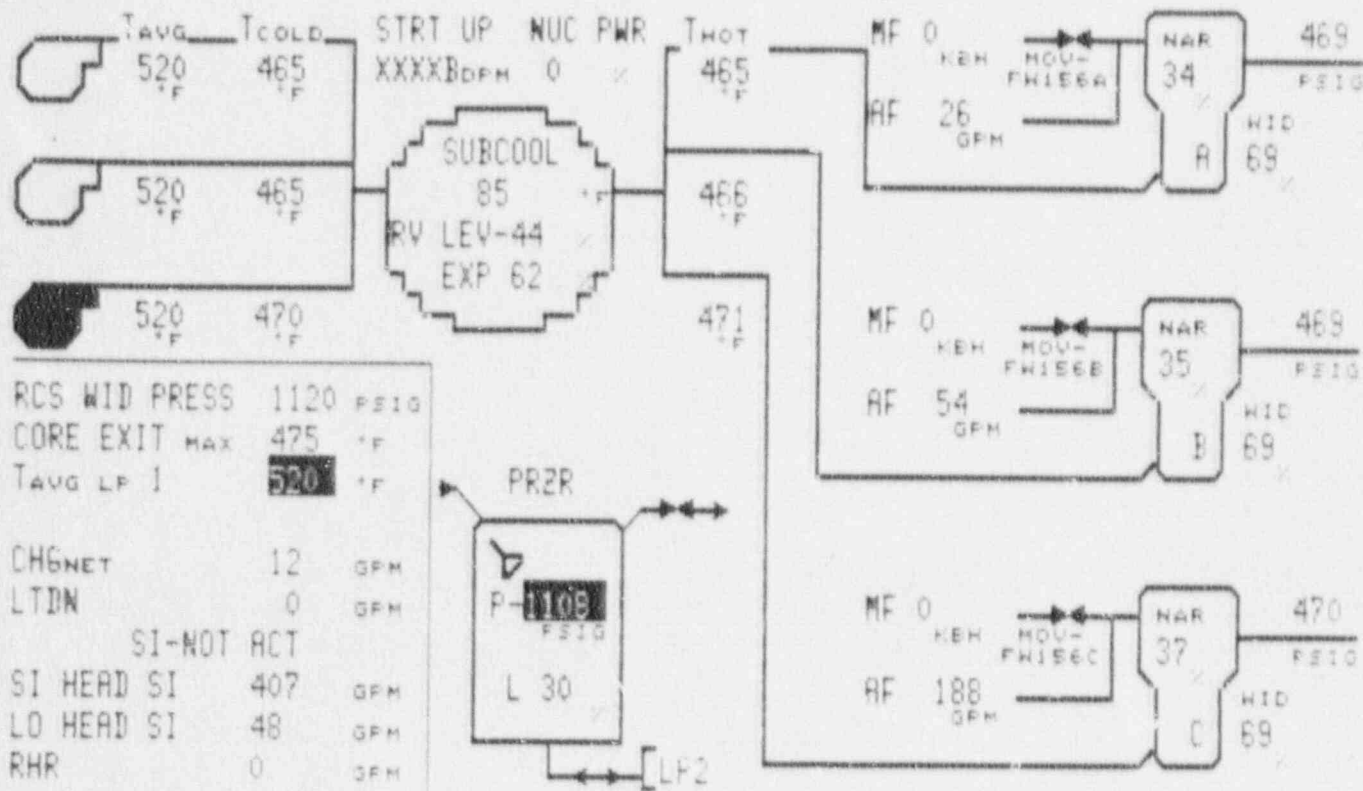 TAVG TCOLD STRT UP NUC PWR THOT
520 °F 465 °F XXXXBDPM 0 % 465 °F
MF 0 KBH MOV-FW156A NAR 34 % 469 PSIG
AF 26 GPM A WID 69 %
SUBCOOL
520 °F 465 °F 85 °F 466 °F
RV LEV-44 %
EXP 62 %
520 °F 470 °F 471 °F
MF 0 KBH MOV-FW156B NAR 35 % 469 PSIG
AF 54 GPM B WID 69 %
RCS WID PRESS 1120 PSIG
CORE EXIT MAX 475 °F
TAVG LP 1 520 °F
CHGNET 12 GPM
LTDN 0 GPM
SI-NOT ACT
SI HEAD SI 407 GPM
LO HEAD SI 48 GPM
RHR 0 GPM
PRZR
P-1108
PSIG
L 30 %
LP2
MF 0 KBH MOV-FW156C NAR 37 % 470 PSIG
AF 188 GPM C WID 69 %